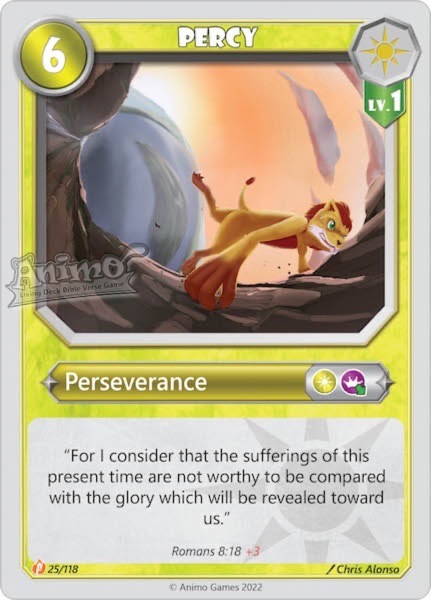 6
PERCY
LV.1
Animo
Living Deck Bible Verse Game
Perseverance
"For I consider that the sufferings of this
present time are not worthy to be compared
with the glory which will be revealed toward
us."
Romans 8:18 +3
25/118
Chris Alonso
© Animo Games 2022